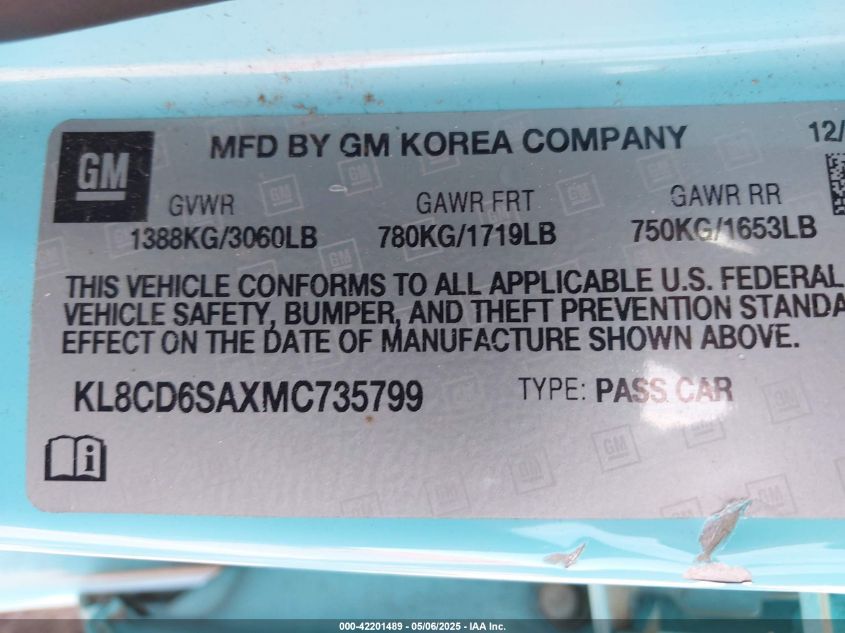 GM
MFD BY GM KOREA COMPANY 12/
GVWR GAWR FRT GAWR RR
1388KG/3060LB 780KG/1719LB 750KG/1653LB
THIS VEHICLE CONFORMS TO ALL APPLICABLE U.S. FEDERAL
VEHICLE SAFETY, BUMPER, AND THEFT PREVENTION STANDA
EFFECT ON THE DATE OF MANUFACTURE SHOWN ABOVE.
KL8CD6SAXMC735799 TYPE: PASS CAR
000-42201489 - 05/06/2025 - IAA Inc.